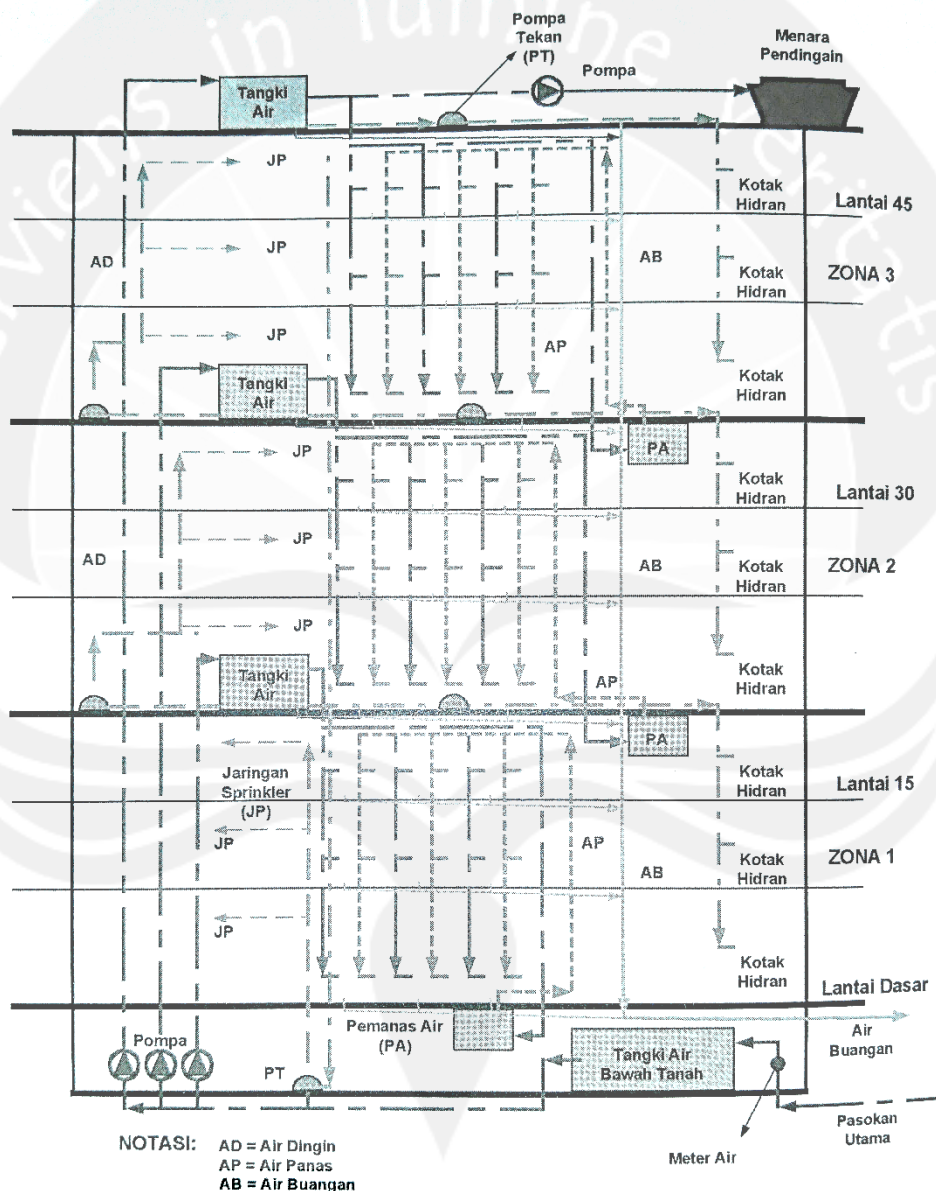 viers in lumine veritatis
Pompa
Tekan
(PT)
Menara
Pendingain
Pompa
Tangki
Air
JP
Kotak
Hidran
Lantai 45
AD
JP
AB
Kotak
Hidran
ZONA 3
JP
AP
Kotak
Hidran
Tangki
Air
JP
PA
Kotak
Hidran
Lantai 30
AD
JP
AB
Kotak
Hidran
ZONA 2
JP
Kotak
Hidran
Tangki
Air
AP
PA
Jaringan
Sprinkler
(JP)
Kotak
Hidran
Lantai 15
JP
AP
AB
Kotak
Hidran
ZONA 1
JP
Kotak
Hidran
Lantai Dasar
Pemanas Air
(PA)
Air
Buangan
Pompa
PT
Tangki Air
Bawah Tanah
Pasokan
Utama
Meter Air
NOTASI:
AD = Air Dingin
AP = Air Panas
AB = Air Buangan